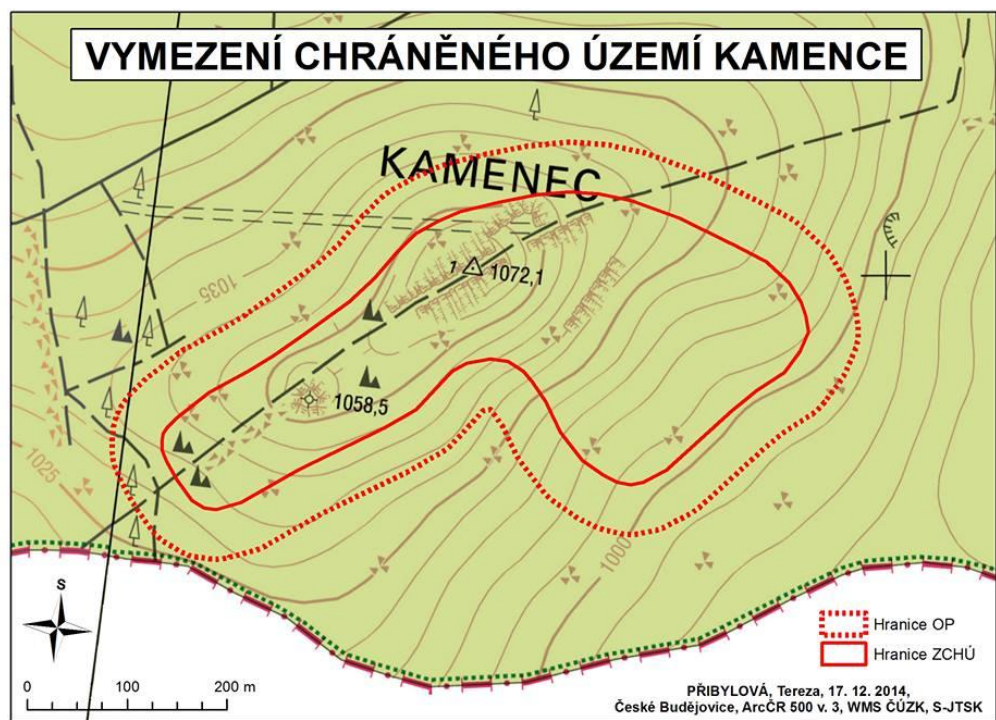 VYMEZENÍ CHRÁNĚNÉHO ÚZEMÍ KAMENCE
KAMENEC
1 1072,1
1035
1058,5
1025
1000
S
Hranice OP
Hranice ZCHÚ
0 100 200 m
PŘIBYLOVÁ, Tereza, 17. 12. 2014,
České Budějovice, ArcČR 500 v. 3, WMS ČÚZK, S-JTSK